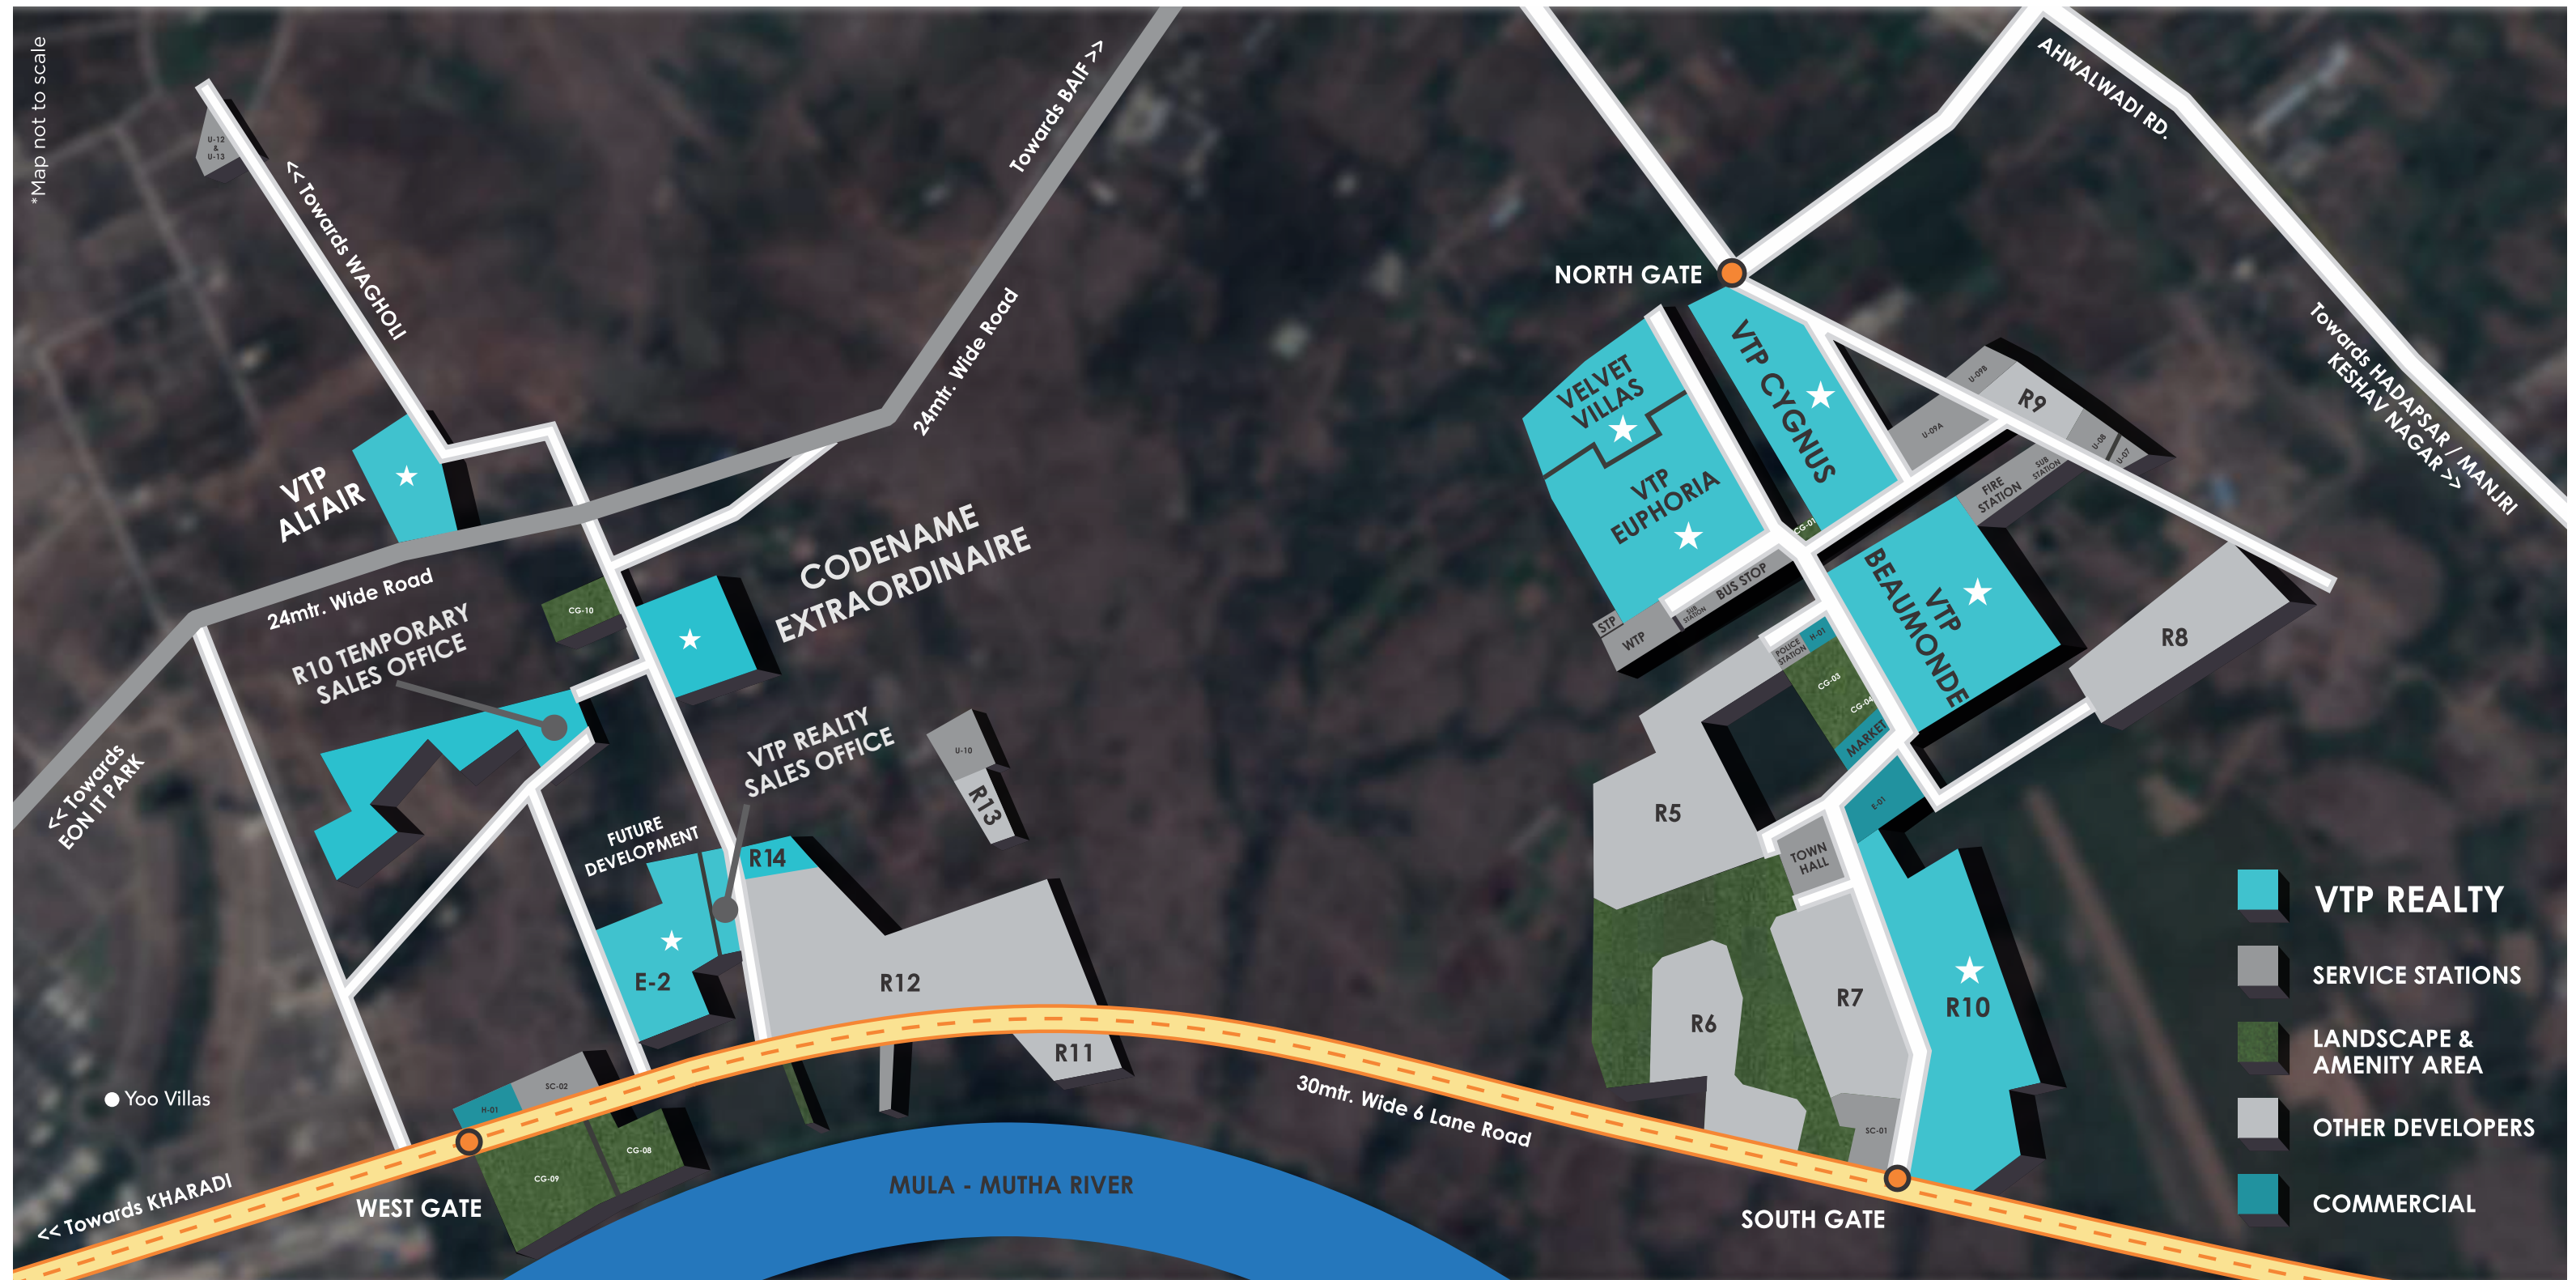 *Map not to scale
U-12
&
U-13
<< Towards WAGHOLI
Towards BAIF >>
24mtr. Wide Road
VTP
ALTAIR
24mtr. Wide Road
<< Towards
EON IT PARK
CG-10
CODENAME
EXTRAORDINAIRE
R10 TEMPORARY
SALES OFFICE
VTP REALTY
SALES OFFICE
U-10
R13
FUTURE
DEVELOPMENT
R14
E-2
R12
R11
SC-02
H-01
CG-09
CG-08
Yoo Villas
WEST GATE
<< Towards KHARADI
MULA - MUTHA RIVER
30mtr. Wide 6 Lane Road
NORTH GATE
AHWALWADI RD.
Towards HADAPSAR / MANJRI
KESHAV NAGAR >>
VELVET
VILLAS
VTP
EUPHORIA
VTP CYGNUS
CG-01
U-09B
R9
U-09A
U-08
U-07
SUB
STATION
FIRE
STATION
BUS STOP
SUB
STATION
STP
WTP
VTP
BEAUMONDE
R8
POLICE
STATION
H-01
CG-03
CG-04
MARKET
E-01
R5
TOWN
HALL
R7
R6
R10
SC-01
SOUTH GATE
VTP REALTY
SERVICE STATIONS
LANDSCAPE &
AMENITY AREA
OTHER DEVELOPERS
COMMERCIAL